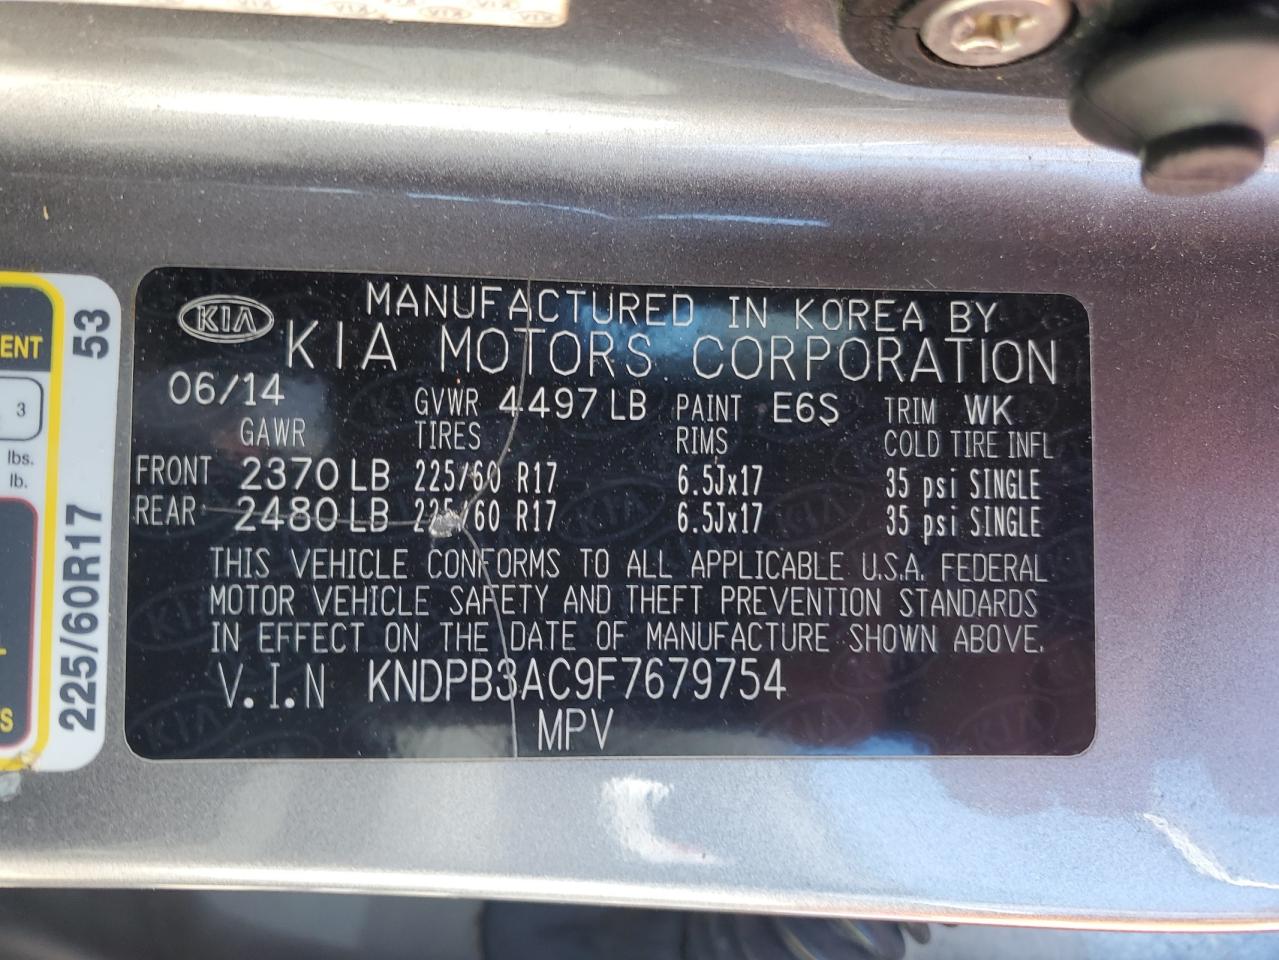 MANUFACTURED IN KOREA BY
KIA KIA MOTORS CORPORATION
06/14 GVWR 4497 LB PAINT E6S TRIM WK
GAWR TIRES RIMS COLD TIRE INFL
FRONT 2370 LB 225/60 R17 6.5Jx17 35 psi SINGLE
REAR 2480 LB 225/60 R17 6.5Jx17 35 psi SINGLE
THIS VEHICLE CONFORMS TO ALL APPLICABLE U.S.A. FEDERAL
MOTOR VEHICLE SAFETY AND THEFT PREVENTION STANDARDS
IN EFFECT ON THE DATE OF MANUFACTURE SHOWN ABOVE.
V.I.N KNDPB3AC9F7679754
MPV
ENT
3
lbs.
lb.
S
225/60R17 53